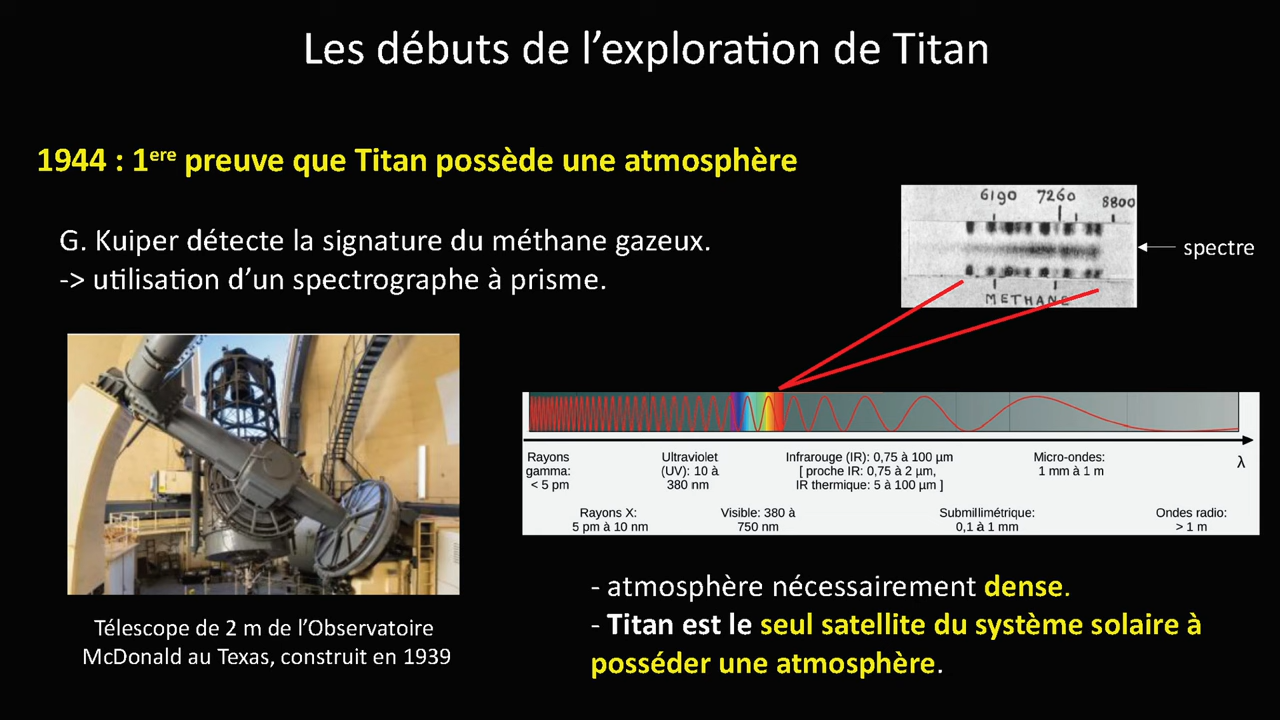 Les débuts de l’exploration de Titan
1944 : 1ere preuve que Titan possède une atmosphère
G. Kuiper détecte la signature du méthane gazeux.
-> utilisation d’un spectrographe à prisme.
6190 7260 8800
METHANE
spectre
Rayons
gamma:
< 5 pm
Ultraviolet
(UV): 10 à
380 nm
Infrarouge (IR): 0,75 à 100 µm
[ proche IR: 0,75 à 2 µm,
IR thermique: 5 à 100 µm ]
Micro-ondes:
1 mm à 1 m
λ
Rayons X:
5 pm à 10 nm
Visible: 380 à
750 nm
Submillimétrique:
0,1 à 1 mm
Ondes radio:
> 1 m
Télescope de 2 m de l’Observatoire
McDonald au Texas, construit en 1939
- atmosphère nécessairement dense.
- Titan est le seul satellite du système solaire à
posséder une atmosphère.